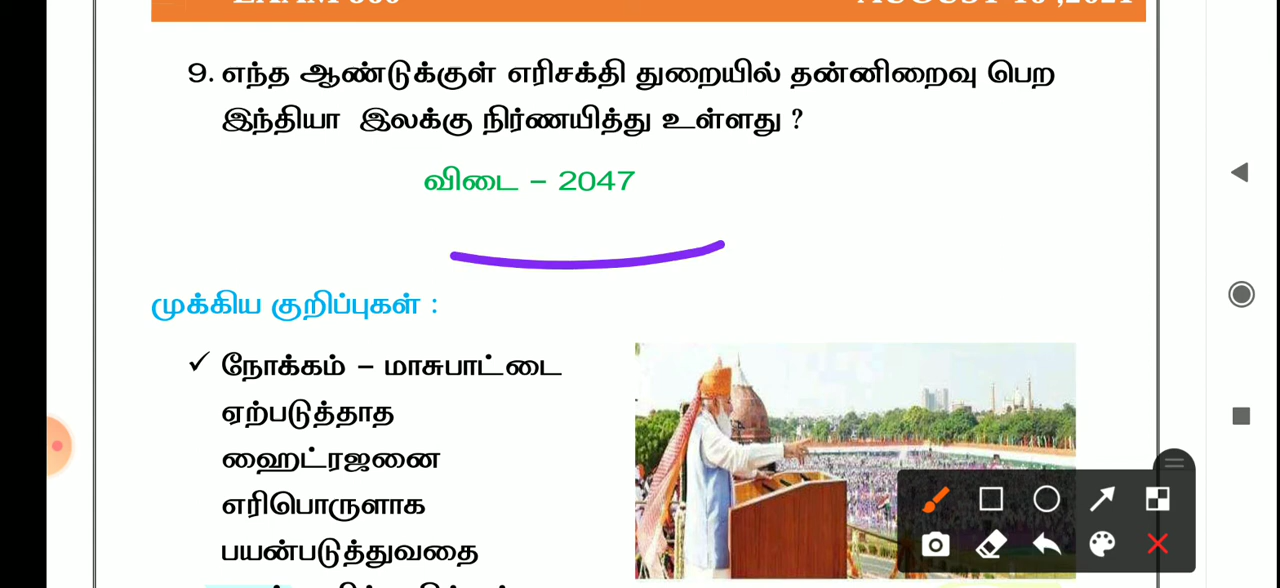 9. எந்த ஆண்டுக்குள் எரிசக்தி துறையில் தன்னிறைவு பெற
இந்தியா இலக்கு நிர்ணயித்து உள்ளது ?
விடை – 2047
முக்கிய குறிப்புகள் :
✓ நோக்கம் – மாசுபாட்டை
ஏற்படுத்தாத
ஹைட்ரஜனை
எரிபொருளாக
பயன்படுத்துவதை